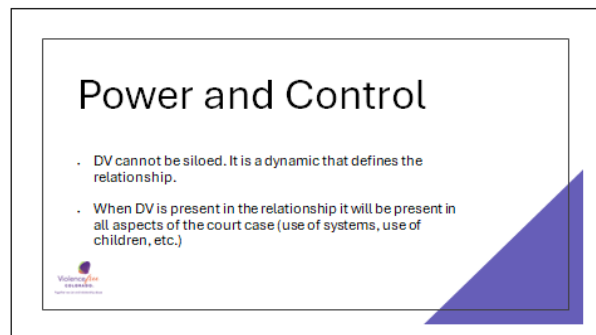 Power and Control
• DV cannot be siloed. It is a dynamic that defines the
relationship.
• When DV is present in the relationship it will be present in
all aspects of the court case (use of systems, use of
children, etc.)
ViolenceFree
COLORADO